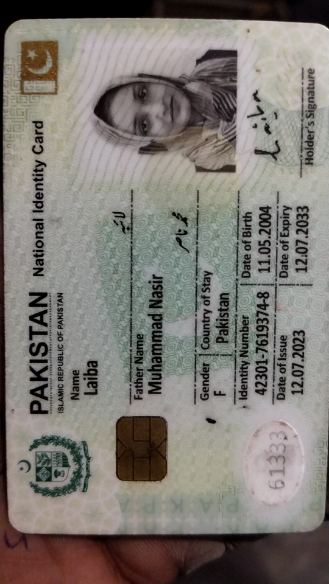 PAKISTAN National Identity Card
ISLAMIC REPUBLIC OF PAKISTAN
Name
Laiba
لائبہ
Father Name
Muhammad Nasir
محمد ناصر
Gender Country of Stay
F Pakistan
Identity Number Date of Birth
42301-7619374-8 11.05.2004
Date of Issue Date of Expiry
12.07.2023 12.07.2033
Laiba
Holder's Signature
61333